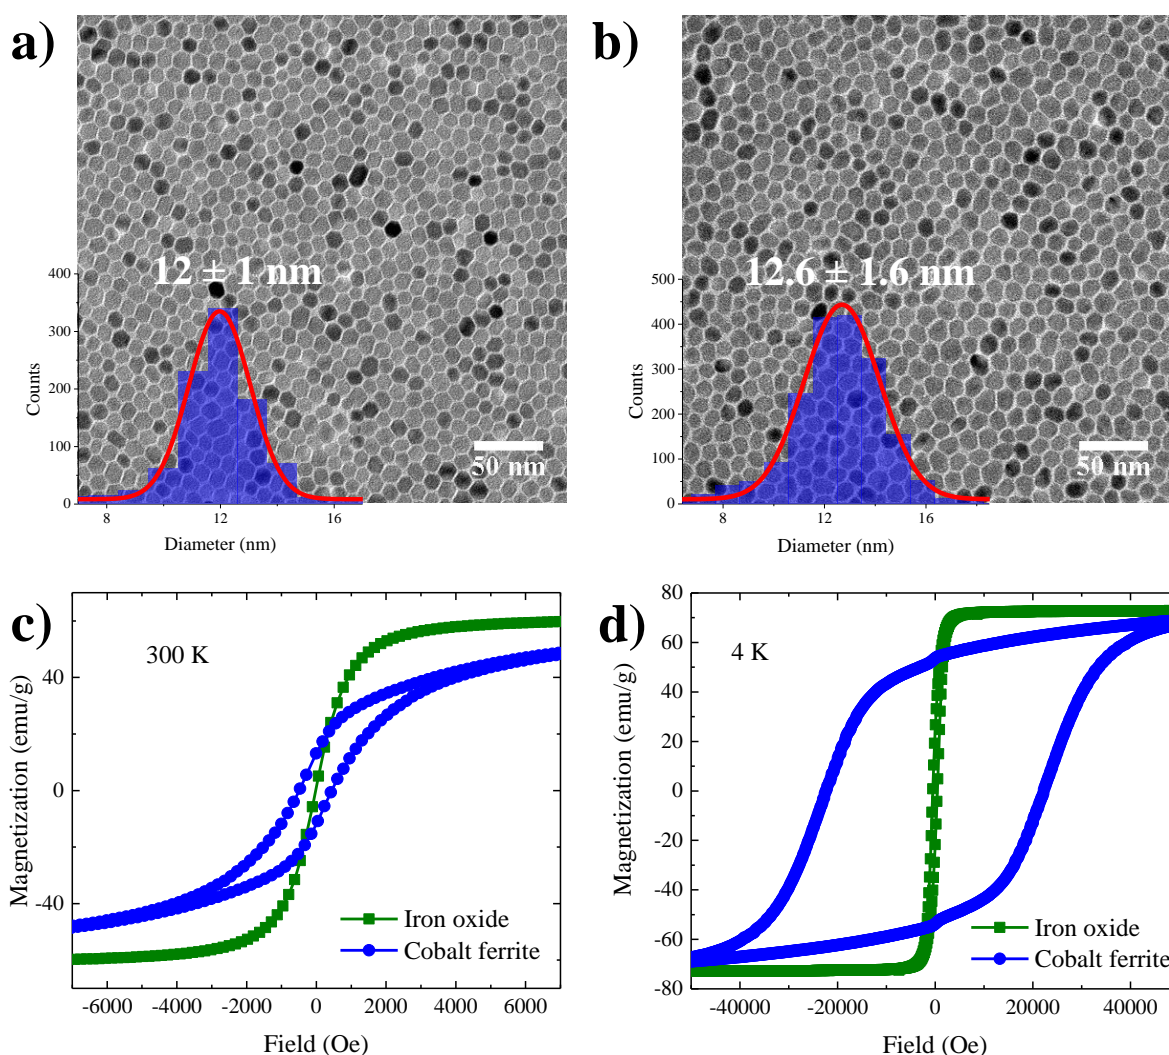 a)
12 ± 1 nm
400
300
200
100
0
Counts
8
12
16
Diameter (nm)
50 nm
b)
12.6 ± 1.6 nm
500
400
300
200
100
0
Counts
8
12
16
Diameter (nm)
50 nm
c)
300 K
40
0
-40
Magnetization (emu/g)
Iron oxide
Cobalt ferrite
-6000
-4000
-2000
0
2000
4000
6000
Field (Oe)
d)
4 K
80
60
40
20
0
-20
-40
-60
-80
Magnetization (emu/g)
Iron oxide
Cobalt ferrite
-40000
-20000
0
20000
40000
Field (Oe)